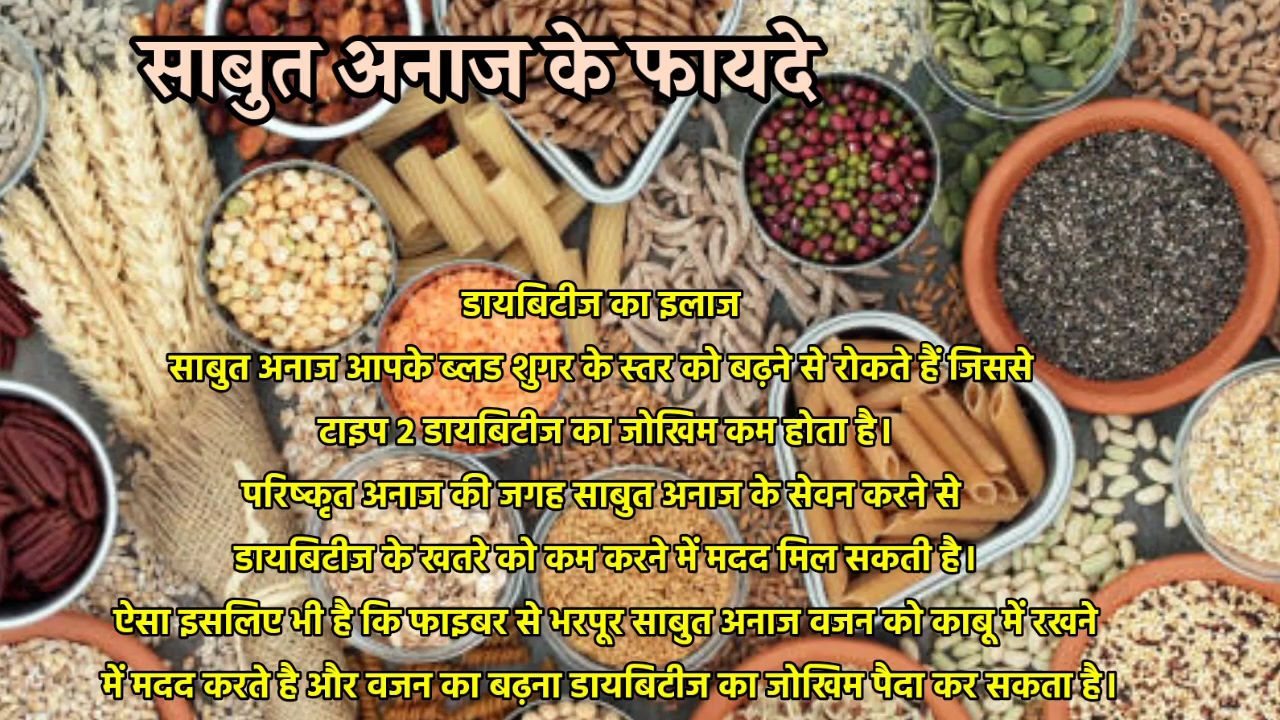 साबुत अनाज के फायदे
डायबिटीज का इलाज
साबुत अनाज आपके ब्लड शुगर के स्तर को बढ़ने से रोकते हैं जिससे
टाइप 2 डायबिटीज का जोखिम कम होता है।
परिष्कृत अनाज की जगह साबुत अनाज के सेवन करने से
डायबिटीज के खतरे को कम करने में मदद मिल सकती है।
ऐसा इसलिए भी है कि फाइबर से भरपूर साबुत अनाज वजन को काबू में रखने
में मदद करते है और वजन का बढ़ना डायबिटीज का जोखिम पैदा कर सकता है।